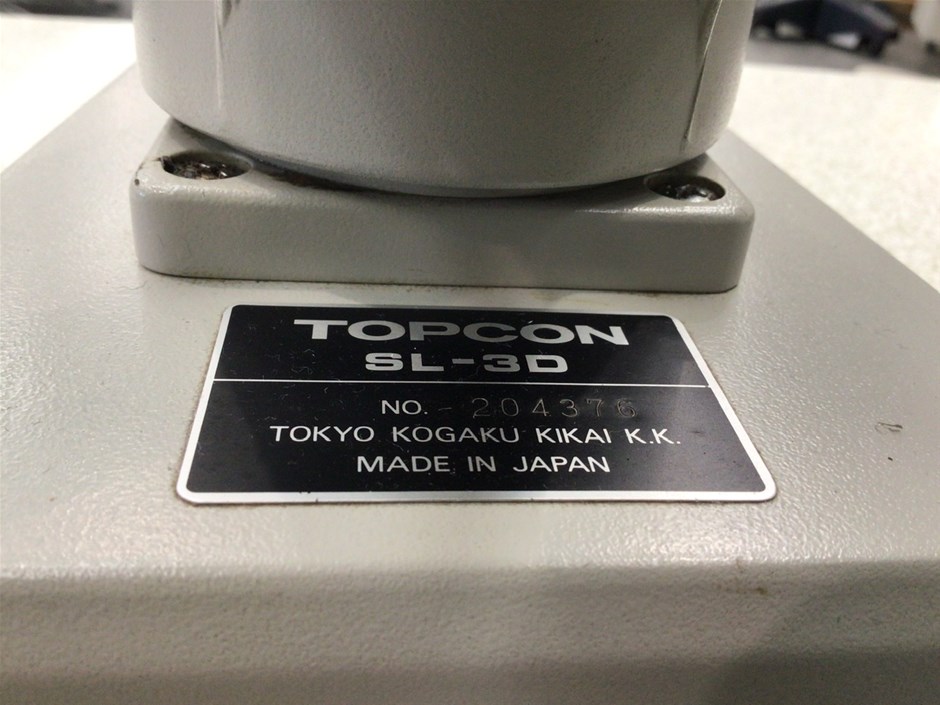 TOPCON
SL-3D
NO. 204376
TOKYO KOGAKU KIKAI K.K.
MADE IN JAPAN